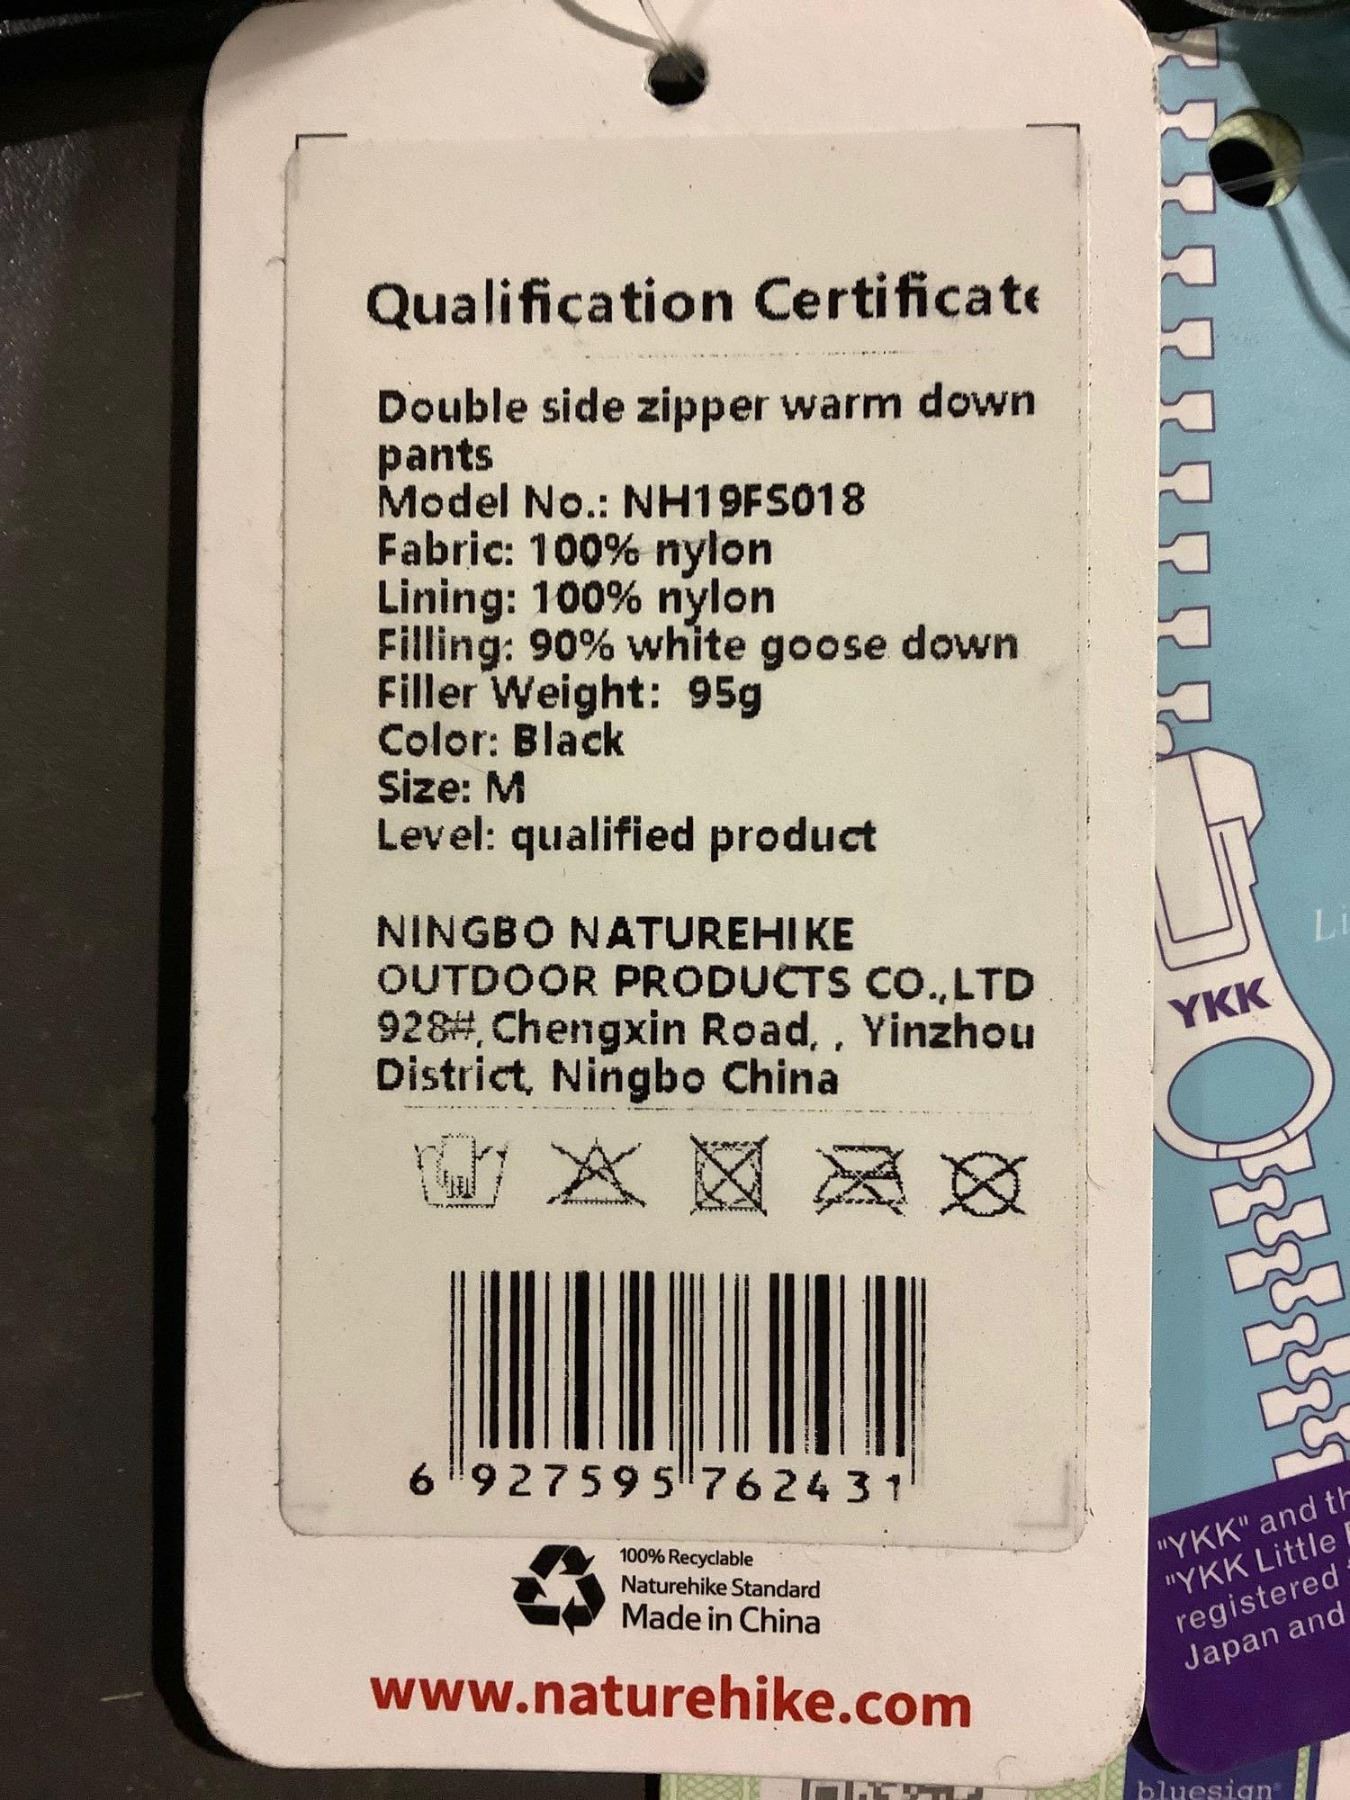 Qualification Certificate
Double side zipper warm down
pants
Model No.: NH19FS018
Fabric: 100% nylon
Lining: 100% nylon
Filling: 90% white goose down
Filler Weight: 95g
Color: Black
Size: M
Level: qualified product
NINGBO NATUREHIKE
OUTDOOR PRODUCTS CO.,LTD
928#, Chengxin Road, , Yinzhou
District, Ningbo China
6 927595 762431
100% Recyclable
Naturehike Standard
Made in China
www.naturehike.com
Li
YKK
"YKK" and th
"YKK Little
registered
Japan and
bluesign®